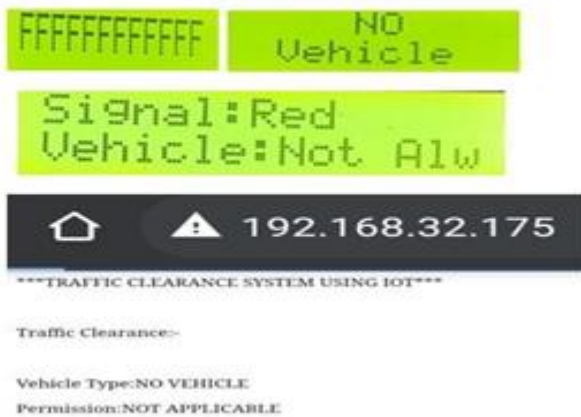 FFFFFFFFFFFF
NO
Vehicle
Signal:Red
Vehicle:Not Alw
192.168.32.175
***TRAFFIC CLEARANCE SYSTEM USING IOT***
Traffic Clearance:-
Vehicle Type:NO VEHICLE
Permission:NOT APPLICABLE